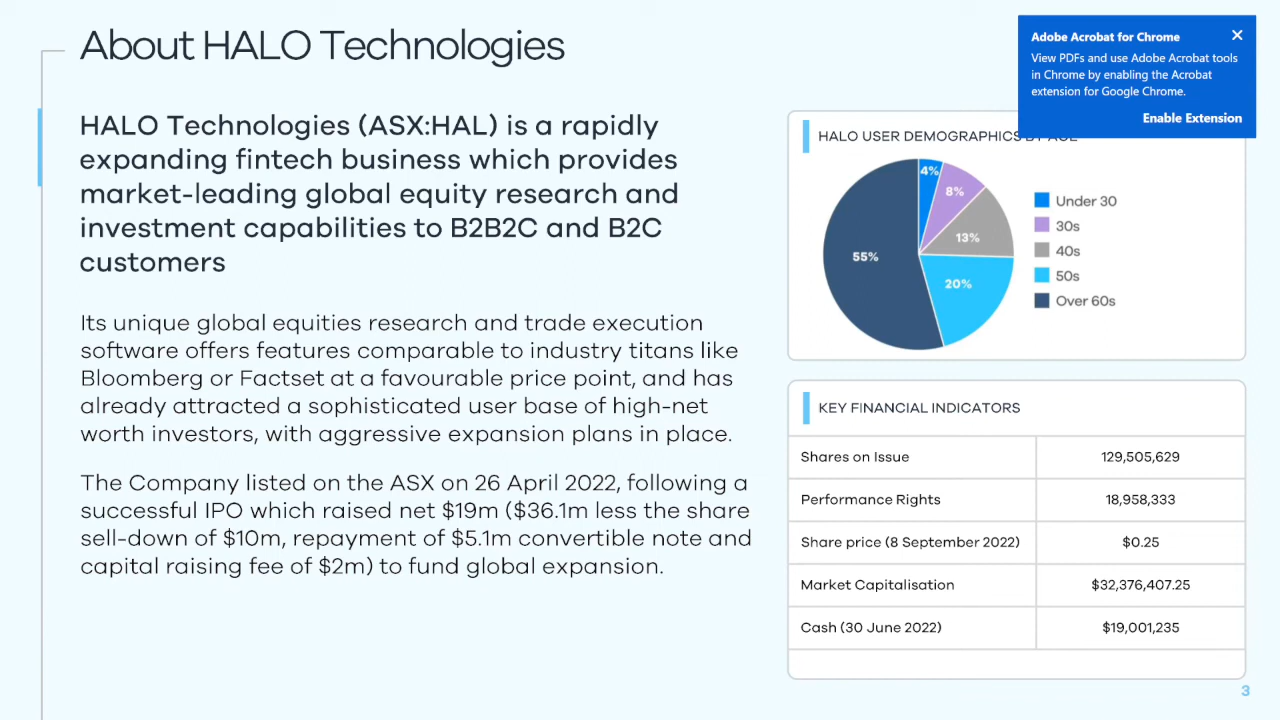 About HALO Technologies
HALO Technologies (ASX:HAL) is a rapidly
expanding fintech business which provides
market-leading global equity research and
investment capabilities to B2B2C and B2C
customers
Its unique global equities research and trade execution
software offers features comparable to industry titans like
Bloomberg or Factset at a favourable price point, and has
already attracted a sophisticated user base of high-net
worth investors, with aggressive expansion plans in place.
The Company listed on the ASX on 26 April 2022, following a
successful IPO which raised net $19m ($36.1m less the share
sell-down of $10m, repayment of $5.1m convertible note and
capital raising fee of $2m) to fund global expansion.
Adobe Acrobat for Chrome
View PDFs and use Adobe Acrobat tools
in Chrome by enabling the Acrobat
extension for Google Chrome.
Enable Extension
HALO USER DEMOGRAPHICS BY AGE
4%
8%
13%
20%
55%
Under 30
30s
40s
50s
Over 60s
KEY FINANCIAL INDICATORS
Shares on Issue 129,505,629
Performance Rights 18,958,333
Share price (8 September 2022) $0.25
Market Capitalisation $32,376,407.25
Cash (30 June 2022) $19,001,235
3